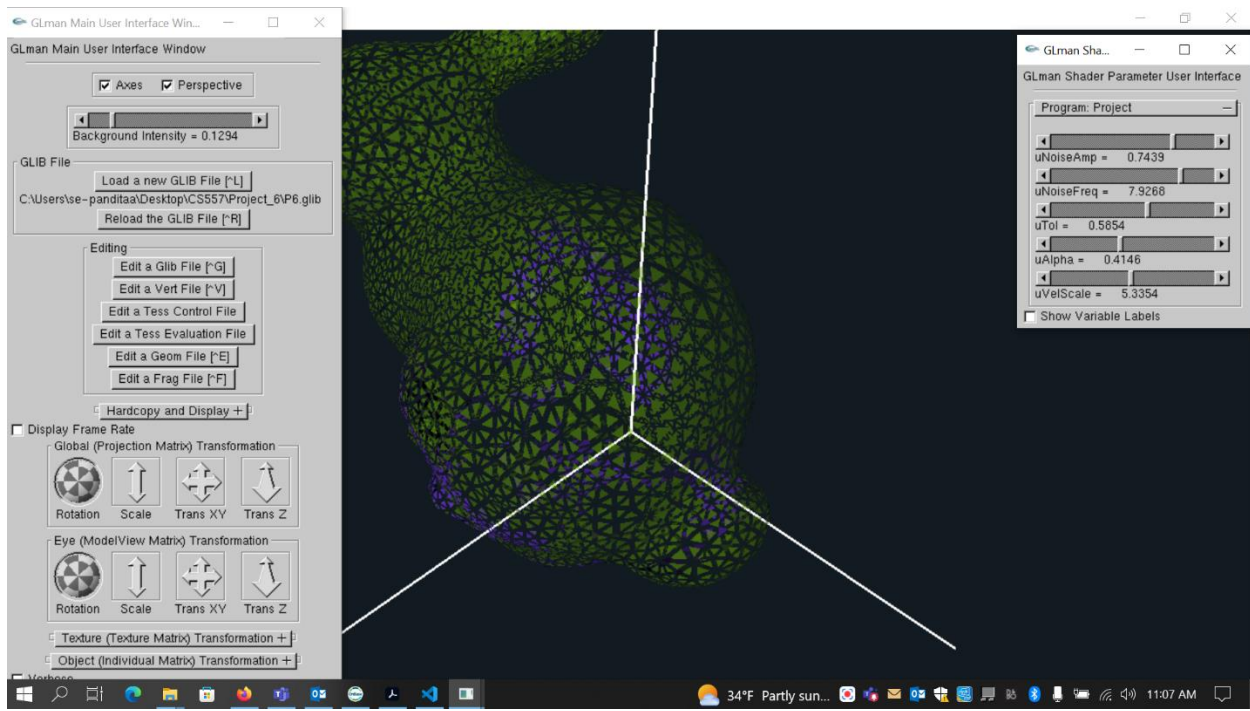 GLman Main User Interface Win...
GLman Main User Interface Window
Axes Perspective
Background Intensity = 0.1294
GLIB File
Load a new GLIB File [^L]
C:\Users\se-panditaa\Desktop\CS557\Project_6\P6.glib
Reload the GLIB File [^R]
Editing
Edit a Glib File [^G]
Edit a Vert File [^V]
Edit a Tess Control File
Edit a Tess Evaluation File
Edit a Geom File [^E]
Edit a Frag File [^F]
Hardcopy and Display +
Display Frame Rate
Global (Projection Matrix) Transformation
Rotation Scale Trans XY Trans Z
Eye (ModelView Matrix) Transformation
Rotation Scale Trans XY Trans Z
Texture (Texture Matrix) Transformation +
Object (Individual Matrix) Transformation +
Verbose
GLman Sha...
GLman Shader Parameter User Interface
Program: Project −
uNoiseAmp = 0.7439
uNoiseFreq = 7.9268
uTol = 0.5854
uAlpha = 0.4146
uVelScale = 5.3354
Show Variable Labels
34°F Partly sun... 11:07 AM